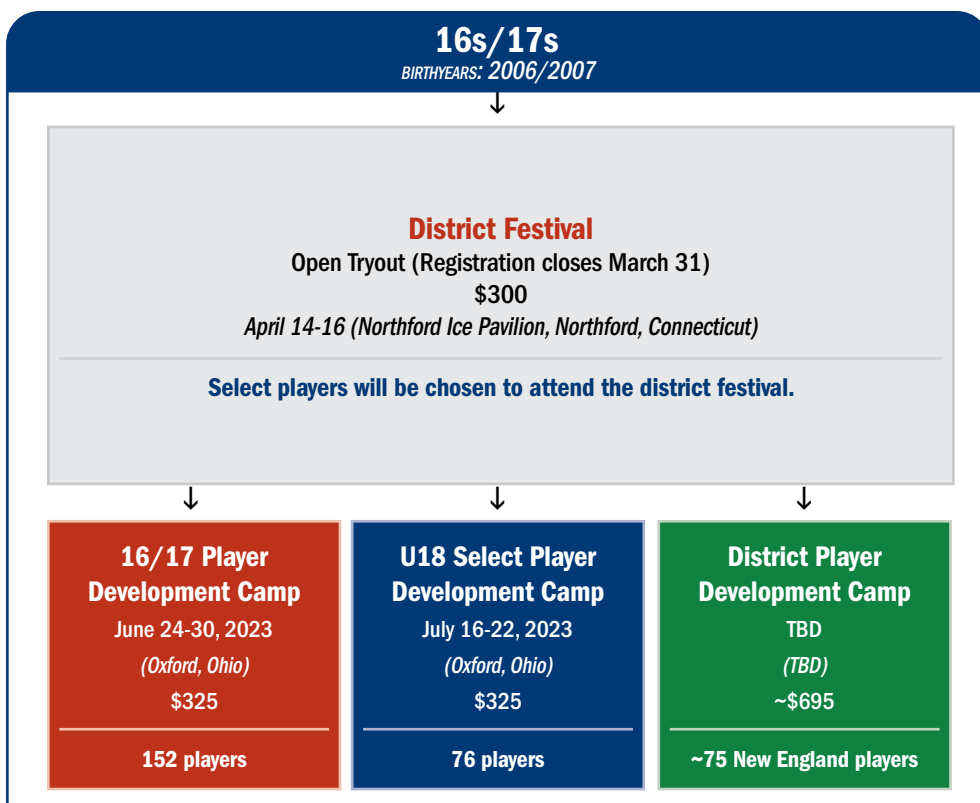 16s/17s
BIRTHYEARS: 2006/2007
↓
District Festival
Open Tryout (Registration closes March 31)
$300
April 14-16 (Northford Ice Pavilion, Northford, Connecticut)
Select players will be chosen to attend the district festival.
↓ ↓ ↓
16/17 Player
Development Camp
June 24-30, 2023
(Oxford, Ohio)
$325
152 players
U18 Select Player
Development Camp
July 16-22, 2023
(Oxford, Ohio)
$325
76 players
District Player
Development Camp
TBD
(TBD)
~$695
~75 New England players